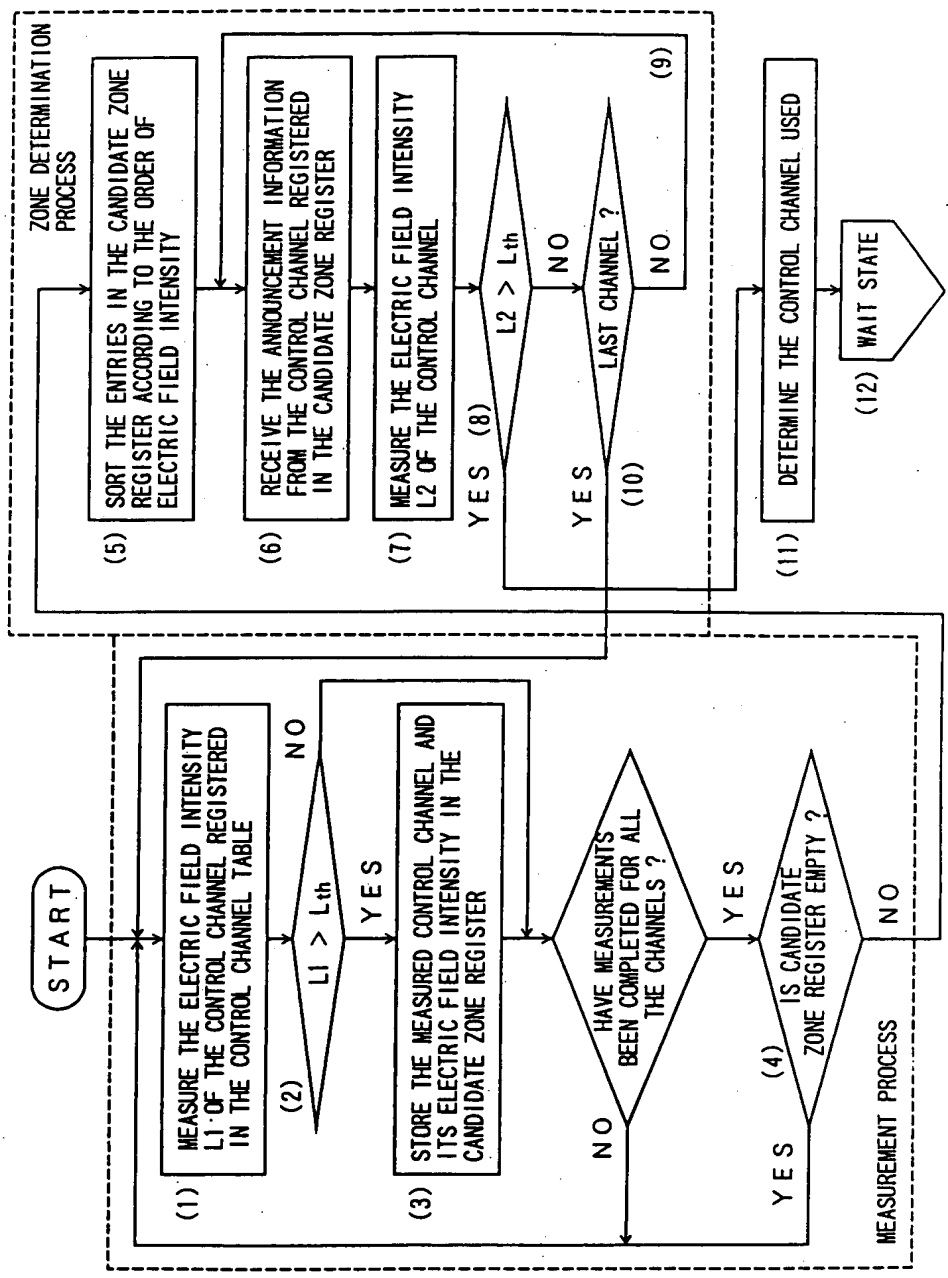 START
(1)
MEASURE THE ELECTRIC FIELD INTENSITY
L1 OF THE CONTROL CHANNEL REGISTERED
IN THE CONTROL CHANNEL TABLE
(2)
L1 > Lth
NO
YES
(3)
STORE THE MEASURED CONTROL CHANNEL AND
ITS ELECTRIC FIELD INTENSITY IN THE
CANDIDATE ZONE REGISTER
HAVE MEASUREMENTS
BEEN COMPLETED FOR ALL
THE CHANNELS ?
NO
YES
(4)
IS CANDIDATE
ZONE REGISTER EMPTY ?
YES
NO
MEASUREMENT PROCESS
ZONE DETERMINATION
PROCESS
(5)
SORT THE ENTRIES IN THE CANDIDATE ZONE
REGISTER ACCORDING TO THE ORDER OF
ELECTRIC FIELD INTENSITY
(6)
RECEIVE THE ANNOUNCEMENT INFORMATION
FROM THE CONTROL CHANNEL REGISTERED
IN THE CANDIDATE ZONE REGISTER
(7)
MEASURE THE ELECTRIC FIELD INTENSITY
L2 OF THE CONTROL CHANNEL
YES
(8)
L2 > Lth
NO
(9)
YES
(10)
LAST CHANNEL ?
NO
(11)
DETERMINE THE CONTROL CHANNEL USED
(12)
WAIT STATE